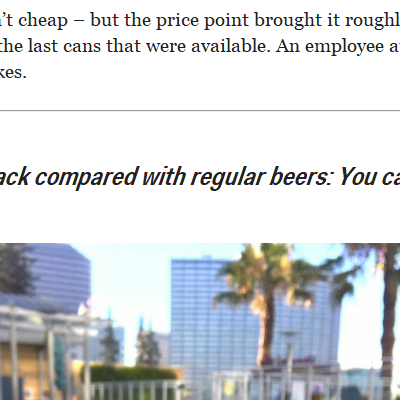 ’t cheap – but the price point brought it roughl
the last cans that were available. An employee a
kes.
ack compared with regular beers: You ca